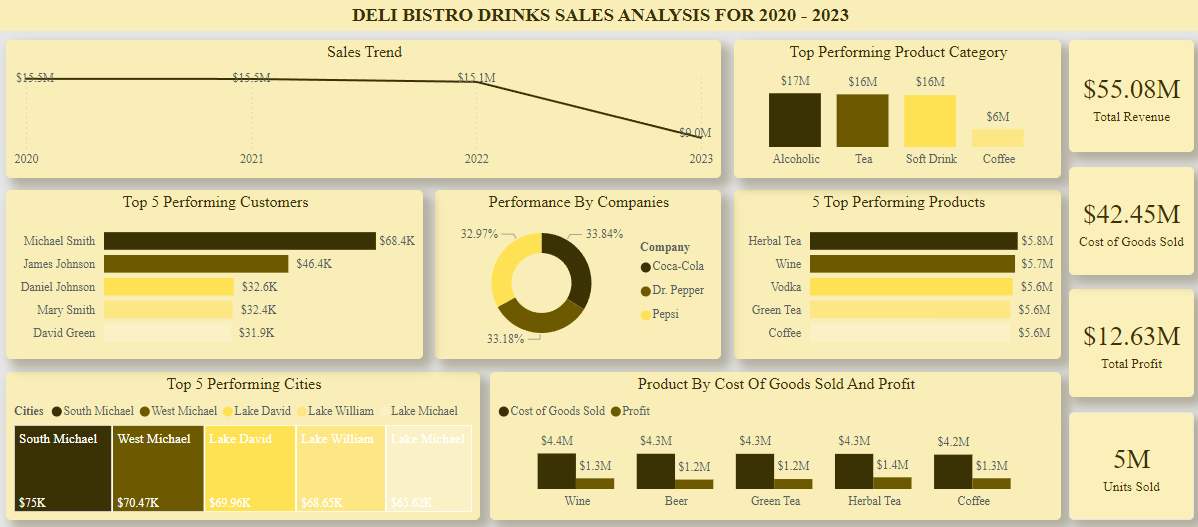 DELI BISTRO DRINKS SALES ANALYSIS FOR 2020 - 2023
Sales Trend
$15.5M
$15.5M
$15.1M
$9.0M
2020
2021
2022
2023
Top Performing Product Category
$17M
$16M
$16M
$6M
Alcoholic
Tea
Soft Drink
Coffee
$55.08M
Total Revenue
Top 5 Performing Customers
Michael Smith
$68.4K
James Johnson
$46.4K
Daniel Johnson
$32.6K
Mary Smith
$32.4K
David Green
$31.9K
Performance By Companies
32.97%
33.84%
33.18%
Company
Coca-Cola
Dr. Pepper
Pepsi
5 Top Performing Products
Herbal Tea
$5.8M
Wine
$5.7M
Vodka
$5.6M
Green Tea
$5.6M
Coffee
$5.6M
$42.45M
Cost of Goods Sold
$12.63M
Total Profit
Top 5 Performing Cities
Cities South Michael West Michael Lake David Lake William Lake Michael
South Michael
$75K
West Michael
$70.47K
Lake David
$69.96K
Lake William
$68.65K
Lake Michael
$65.62K
Product By Cost Of Goods Sold And Profit
Cost of Goods Sold Profit
$4.4M
$1.3M
$4.3M
$1.2M
$4.3M
$1.2M
$4.3M
$1.4M
$4.2M
$1.3M
Wine
Beer
Green Tea
Herbal Tea
Coffee
5M
Units Sold